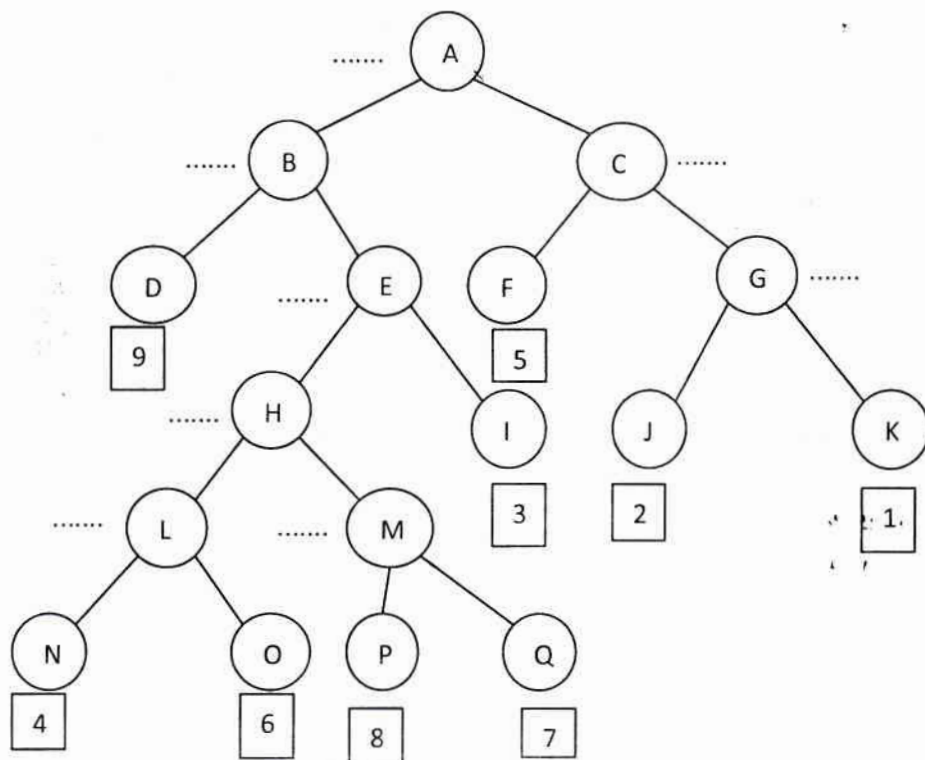 ....... A
....... B
C .......
D
....... E
F
G .......
9
5
....... H
I
J
K
3
2
1
....... L
....... M
N
O
P
Q
4
6
8
7